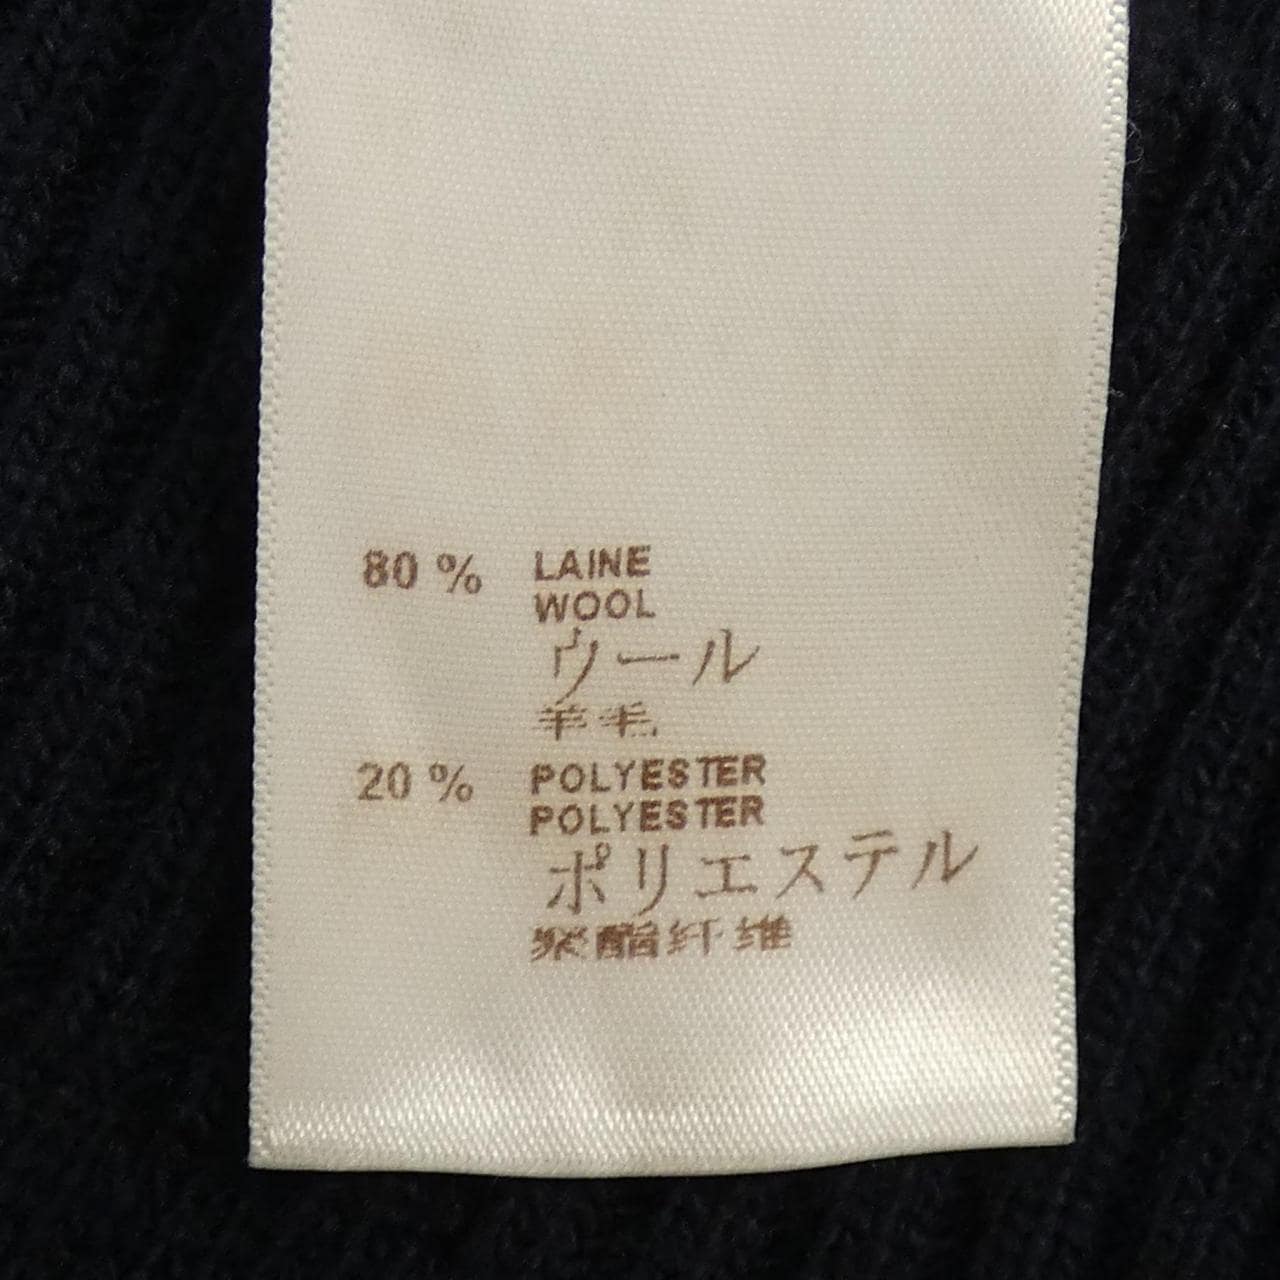 80 % LAINE
WOOL
ウール
羊毛
20 % POLYESTER
POLYESTER
ポリエステル
聚酯纤维